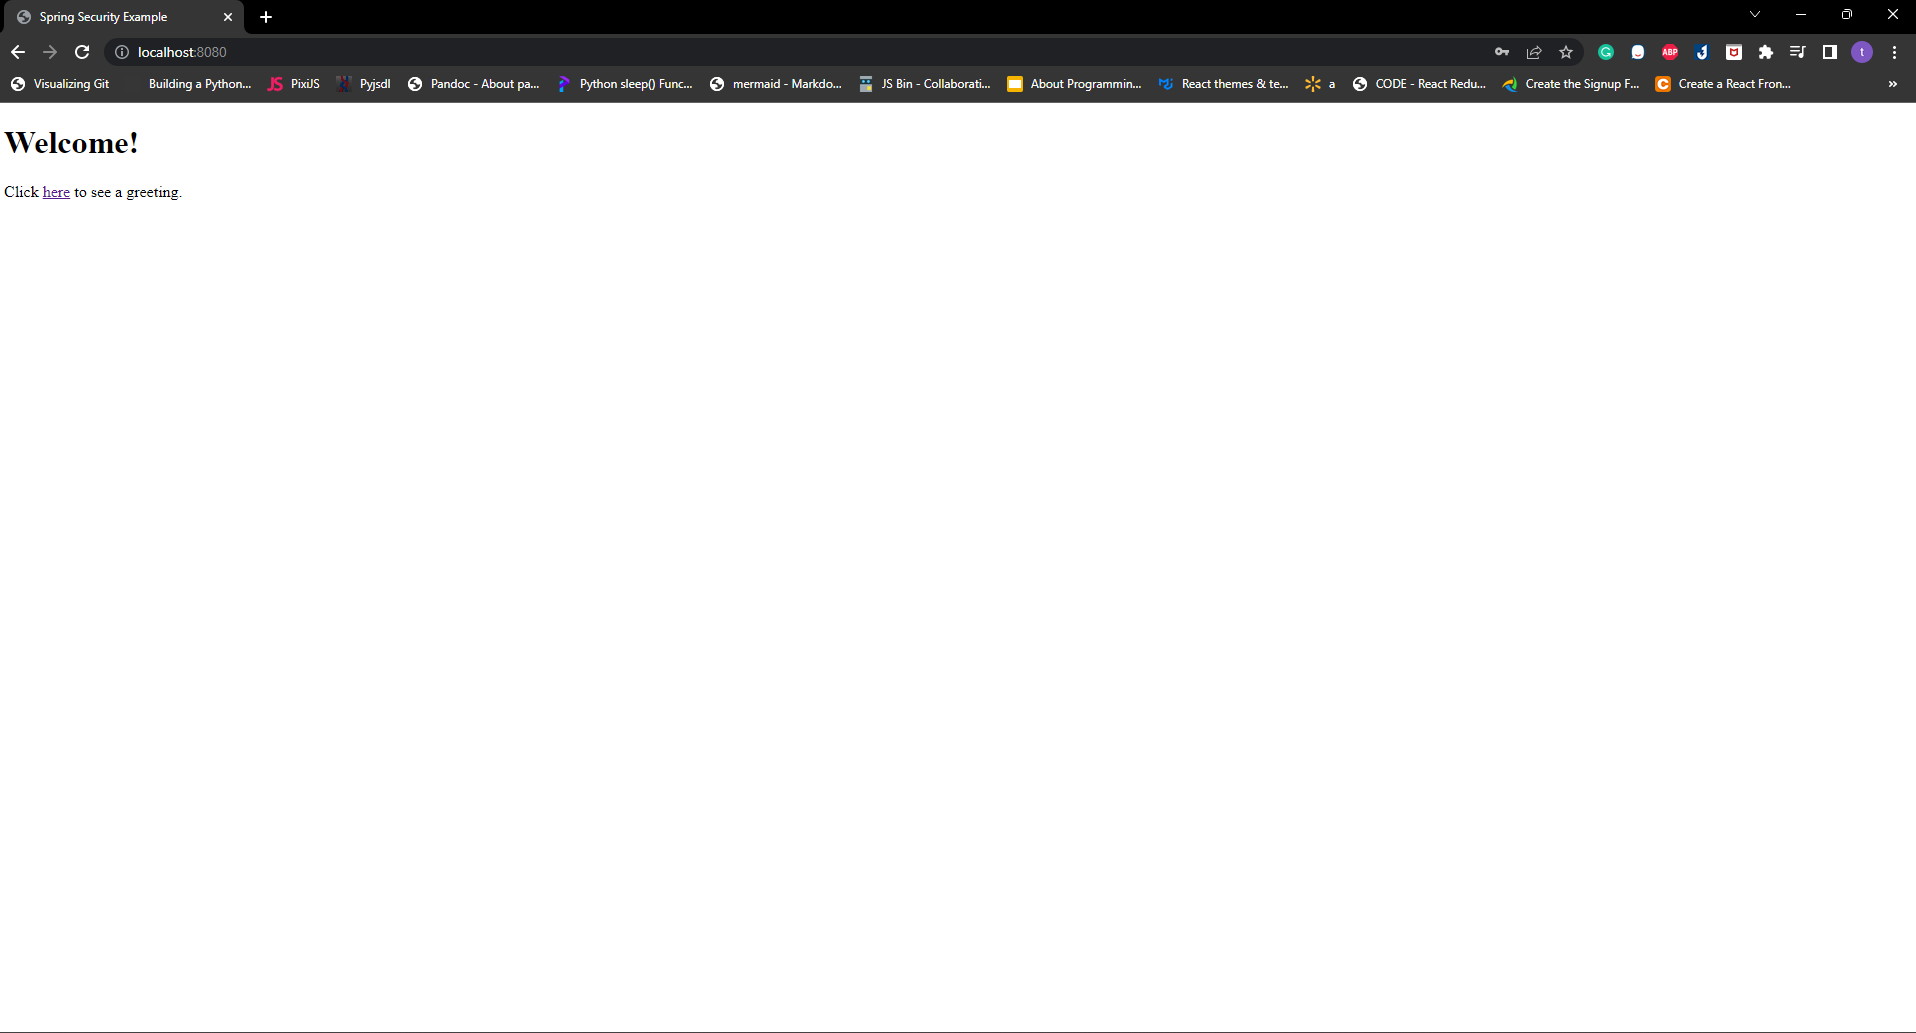 Spring Security Example
localhost:8080
ABP
t
Visualizing Git
Building a Python...
JS PixiJS
Pyjsdl
Pandoc - About pa...
Python sleep() Func...
mermaid - Markdo...
JS Bin - Collaborati...
About Programmin...
React themes & te...
a
CODE - React Redu...
Create the Signup F...
C Create a React Fron...
»
Welcome!
Click here to see a greeting.